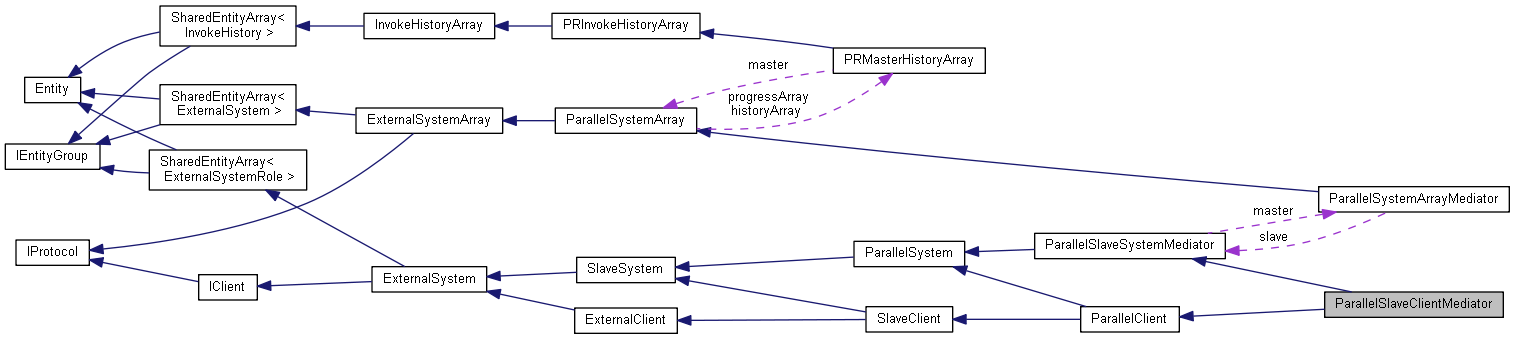 SharedEntityArray<
InvokeHistory >
InvokeHistoryArray
PRInvokeHistoryArray
PRMasterHistoryArray
master
Entity
SharedEntityArray<
ExternalSystem >
ExternalSystemArray
ParallelSystemArray
progressArray
historyArray
IEntityGroup
SharedEntityArray<
ExternalSystemRole >
ParallelSystemArrayMediator
master
slave
IProtocol
ParallelSlaveSystemMediator
ParallelSystem
SlaveSystem
ExternalSystem
IClient
ParallelSlaveClientMediator
ExternalClient
SlaveClient
ParallelClient